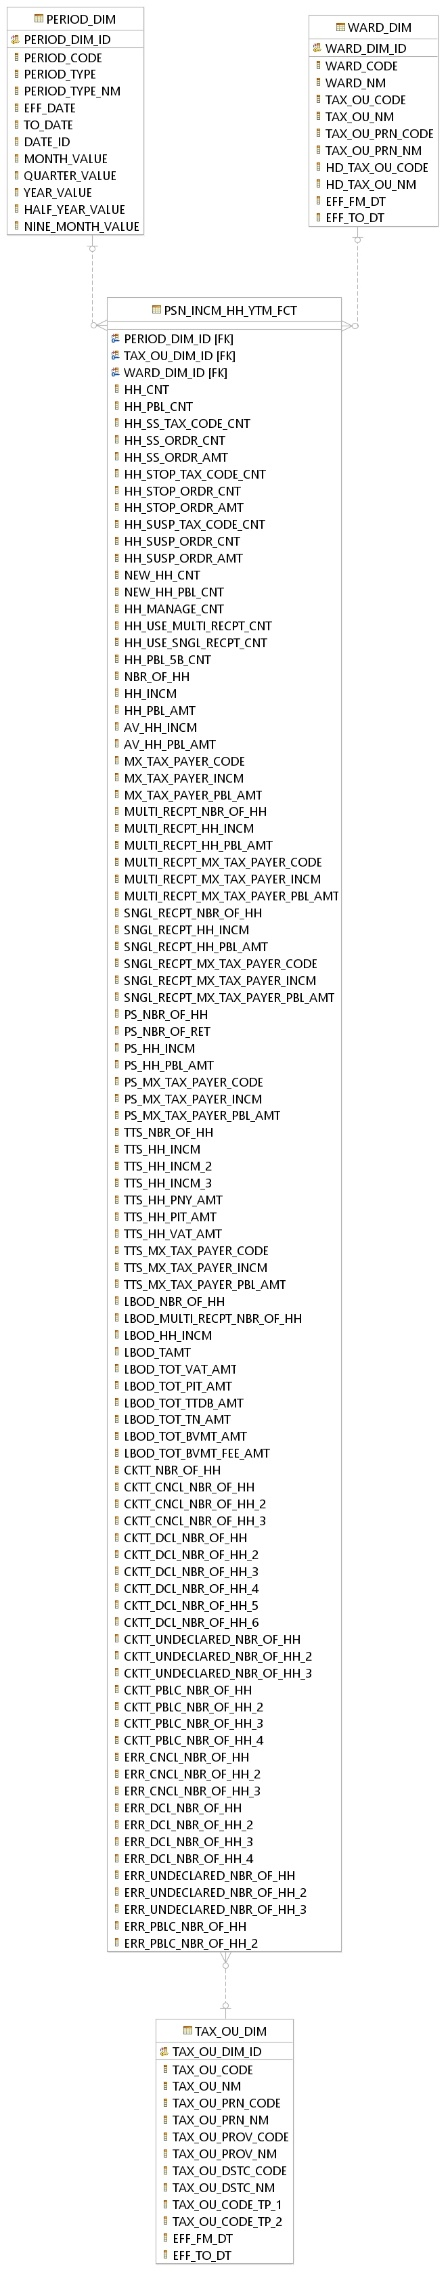 PERIOD_DIM
PERIOD_DIM_ID
PERIOD_CODE
PERIOD_TYPE
PERIOD_TYPE_NM
EFF_DATE
TO_DATE
DATE_ID
MONTH_VALUE
QUARTER_VALUE
YEAR_VALUE
HALF_YEAR_VALUE
NINE_MONTH_VALUE
WARD_DIM
WARD_DIM_ID
WARD_CODE
WARD_NM
TAX_OU_CODE
TAX_OU_NM
TAX_OU_PRN_CODE
TAX_OU_PRN_NM
HD_TAX_OU_CODE
HD_TAX_OU_NM
EFF_FM_DT
EFF_TO_DT
PSN_INCM_HH_YTM_FCT
PERIOD_DIM_ID [FK]
TAX_OU_DIM_ID [FK]
WARD_DIM_ID [FK]
HH_CNT
HH_PBL_CNT
HH_SS_TAX_CODE_CNT
HH_SS_ORDR_CNT
HH_SS_ORDR_AMT
HH_STOP_TAX_CODE_CNT
HH_STOP_ORDR_CNT
HH_STOP_ORDR_AMT
HH_SUSP_TAX_CODE_CNT
HH_SUSP_ORDR_CNT
HH_SUSP_ORDR_AMT
NEW_HH_CNT
NEW_HH_PBL_CNT
HH_MANAGE_CNT
HH_USE_MULTI_RECPT_CNT
HH_USE_SNGL_RECPT_CNT
HH_PBL_5B_CNT
NBR_OF_HH
HH_INCM
HH_PBL_AMT
AV_HH_INCM
AV_HH_PBL_AMT
MX_TAX_PAYER_CODE
MX_TAX_PAYER_INCM
MX_TAX_PAYER_PBL_AMT
MULTI_RECPT_NBR_OF_HH
MULTI_RECPT_HH_INCM
MULTI_RECPT_HH_PBL_AMT
MULTI_RECPT_MX_TAX_PAYER_CODE
MULTI_RECPT_MX_TAX_PAYER_INCM
MULTI_RECPT_MX_TAX_PAYER_PBL_AMT
SNGL_RECPT_NBR_OF_HH
SNGL_RECPT_HH_INCM
SNGL_RECPT_HH_PBL_AMT
SNGL_RECPT_MX_TAX_PAYER_CODE
SNGL_RECPT_MX_TAX_PAYER_INCM
SNGL_RECPT_MX_TAX_PAYER_PBL_AMT
PS_NBR_OF_HH
PS_NBR_OF_RET
PS_HH_INCM
PS_HH_PBL_AMT
PS_MX_TAX_PAYER_CODE
PS_MX_TAX_PAYER_INCM
PS_MX_TAX_PAYER_PBL_AMT
TTS_NBR_OF_HH
TTS_HH_INCM
TTS_HH_INCM_2
TTS_HH_INCM_3
TTS_HH_PNY_AMT
TTS_HH_PIT_AMT
TTS_HH_VAT_AMT
TTS_MX_TAX_PAYER_CODE
TTS_MX_TAX_PAYER_INCM
TTS_MX_TAX_PAYER_PBL_AMT
LBOD_NBR_OF_HH
LBOD_MULTI_RECPT_NBR_OF_HH
LBOD_HH_INCM
LBOD_TAMT
LBOD_TOT_VAT_AMT
LBOD_TOT_PIT_AMT
LBOD_TOT_TTDB_AMT
LBOD_TOT_TN_AMT
LBOD_TOT_BVMT_AMT
LBOD_TOT_BVMT_FEE_AMT
CKTT_NBR_OF_HH
CKTT_CNCL_NBR_OF_HH
CKTT_CNCL_NBR_OF_HH_2
CKTT_CNCL_NBR_OF_HH_3
CKTT_DCL_NBR_OF_HH
CKTT_DCL_NBR_OF_HH_2
CKTT_DCL_NBR_OF_HH_3
CKTT_DCL_NBR_OF_HH_4
CKTT_DCL_NBR_OF_HH_5
CKTT_DCL_NBR_OF_HH_6
CKTT_UNDECLARED_NBR_OF_HH
CKTT_UNDECLARED_NBR_OF_HH_2
CKTT_UNDECLARED_NBR_OF_HH_3
CKTT_PBLC_NBR_OF_HH
CKTT_PBLC_NBR_OF_HH_2
CKTT_PBLC_NBR_OF_HH_3
CKTT_PBLC_NBR_OF_HH_4
ERR_CNCL_NBR_OF_HH
ERR_CNCL_NBR_OF_HH_2
ERR_CNCL_NBR_OF_HH_3
ERR_DCL_NBR_OF_HH
ERR_DCL_NBR_OF_HH_2
ERR_DCL_NBR_OF_HH_3
ERR_DCL_NBR_OF_HH_4
ERR_UNDECLARED_NBR_OF_HH
ERR_UNDECLARED_NBR_OF_HH_2
ERR_UNDECLARED_NBR_OF_HH_3
ERR_PBLC_NBR_OF_HH
ERR_PBLC_NBR_OF_HH_2
TAX_OU_DIM
TAX_OU_DIM_ID
TAX_OU_CODE
TAX_OU_NM
TAX_OU_PRN_CODE
TAX_OU_PRN_NM
TAX_OU_PROV_CODE
TAX_OU_PROV_NM
TAX_OU_DSTC_CODE
TAX_OU_DSTC_NM
TAX_OU_CODE_TP_1
TAX_OU_CODE_TP_2
EFF_FM_DT
EFF_TO_DT